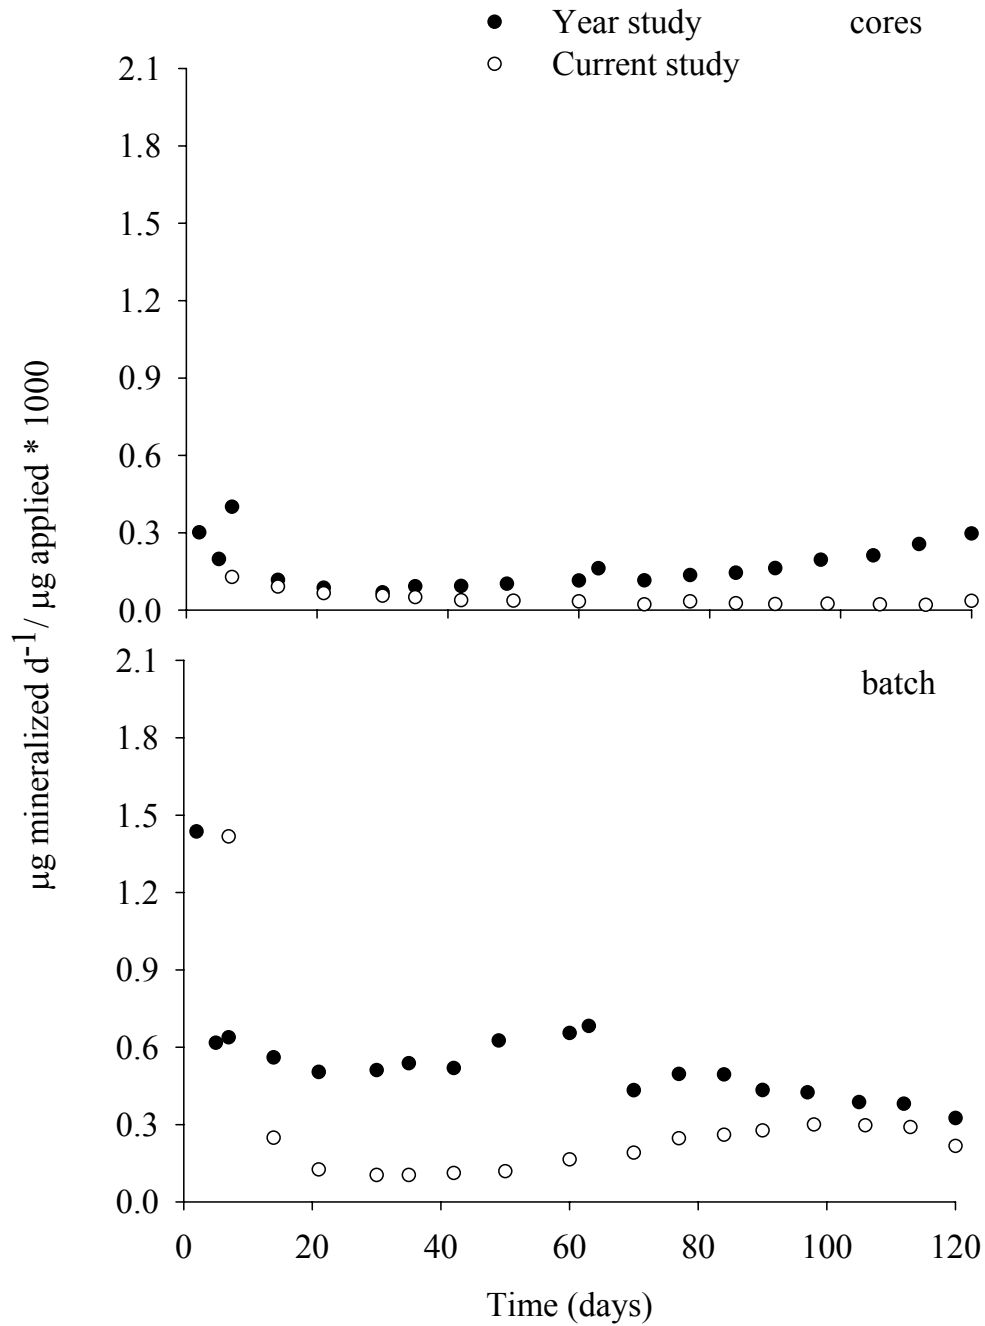 Year study cores
Current study
2.1
1.8
1.5
1.2
0.9
0.6
0.3
0.0
µg mineralized d-1/ µg applied * 1000
2.1
batch
1.8
1.5
1.2
0.9
0.6
0.3
0.0
0 20 40 60 80 100 120
Time (days)